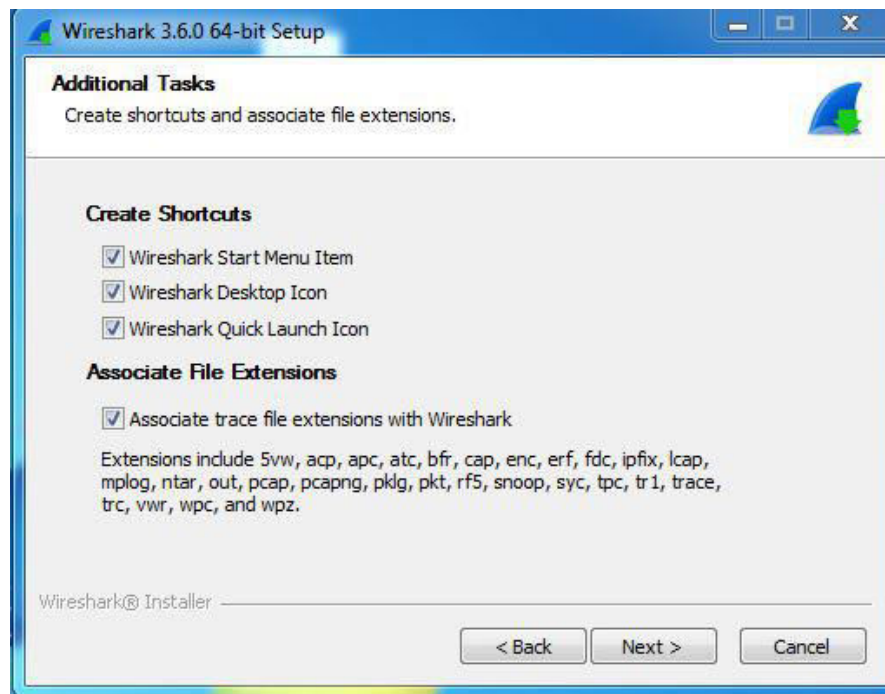 Wireshark 3.6.0 64-bit Setup
Additional Tasks
Create shortcuts and associate file extensions.
Create Shortcuts
Wireshark Start Menu Item
Wireshark Desktop Icon
Wireshark Quick Launch Icon
Associate File Extensions
Associate trace file extensions with Wireshark
Extensions include 5vw, acp, apc, atc, bfr, cap, enc, erf, fdc, ipfix, lcap,
mplog, ntar, out, pcap, pcapng, pklg, pkt, rf5, snoop, syc, tpc, tr1, trace,
trc, vwr, wpc, and wpz.
Wireshark® Installer
< Back Next > Cancel